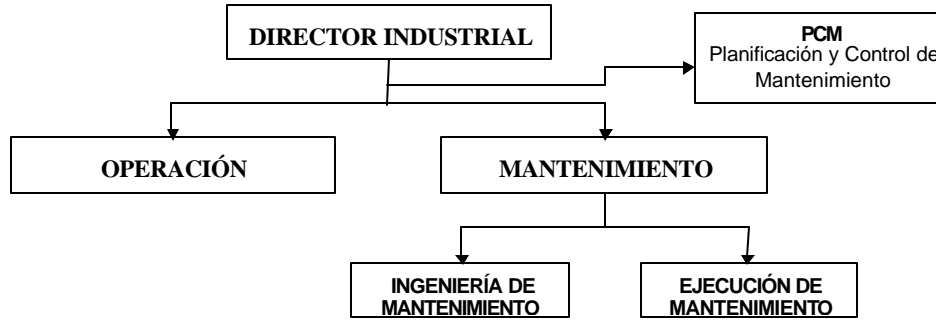 DIRECTOR INDUSTRIAL
PCM
Planificación y Control de
Mantenimiento
OPERACIÓN
MANTENIMIENTO
INGENIERÍA DE
MANTENIMIENTO
EJECUCIÓN DE
MANTENIMIENTO